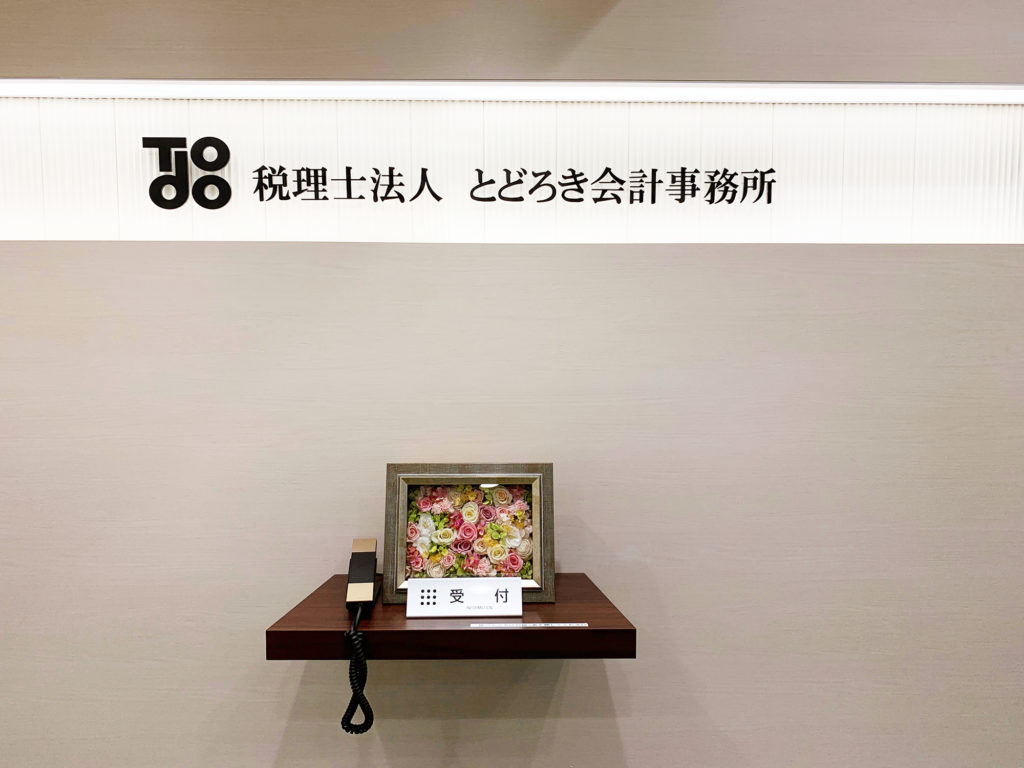 TODO
税理士法人 とどろき会計事務所
受 付
INFORMATION